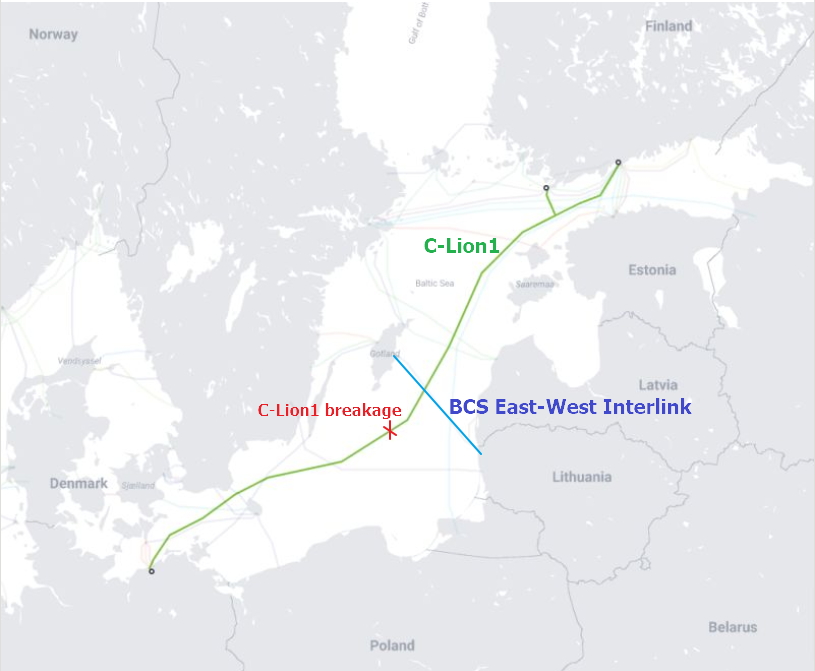 Norway
Gulf of Bott
Finland
C-Lion1
Estonia
Baltic Sea
Saaremaa
Vendsyssel
Gotland
Latvia
C-Lion1 breakage
BCS East-West Interlink
Lithuania
Denmark
Sjælland
Belarus
Poland